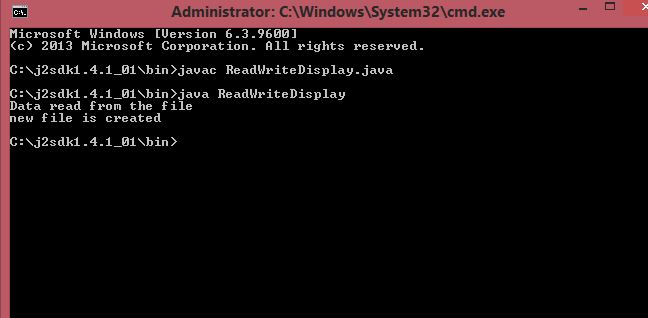 Administrator: C:\Windows\System32\cmd.exe
Microsoft Windows [Version 6.3.9600]
(c) 2013 Microsoft Corporation. All rights reserved.
C:\j2sdk1.4.1_01\bin>javac ReadWriteDisplay.java
C:\j2sdk1.4.1_01\bin>java ReadWriteDisplay
Data read from the file
new file is created
C:\j2sdk1.4.1_01\bin>